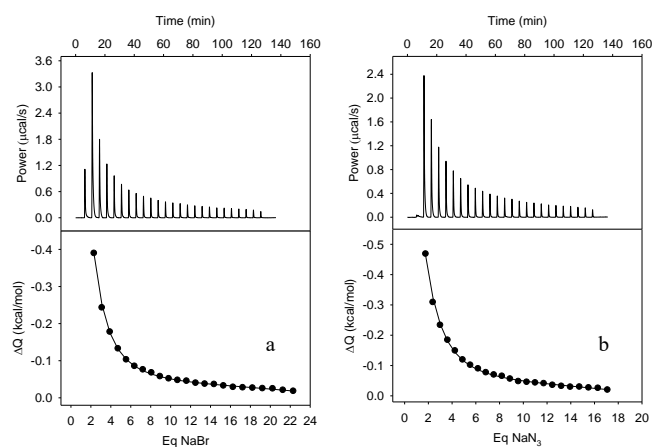 Time (min)
0 20 40 60 80 100 120 140 160
3.6
3.0
2.4
1.8
1.2
0.6
0.0
Power (µcal/s)
-0.4
-0.3
-0.2
-0.1
0.0
ΔQ (kcal/mol)
a
0 2 4 6 8 10 12 14 16 18 20 22 24
Eq NaBr
Time (min)
0 20 40 60 80 100 120 140 160
2.4
1.8
1.2
0.6
0.0
Power (µcal/s)
-0.5
-0.4
-0.3
-0.2
-0.1
0.0
ΔQ (kcal/mol)
b
0 2 4 6 8 10 12 14 16 18 20
Eq NaN₃